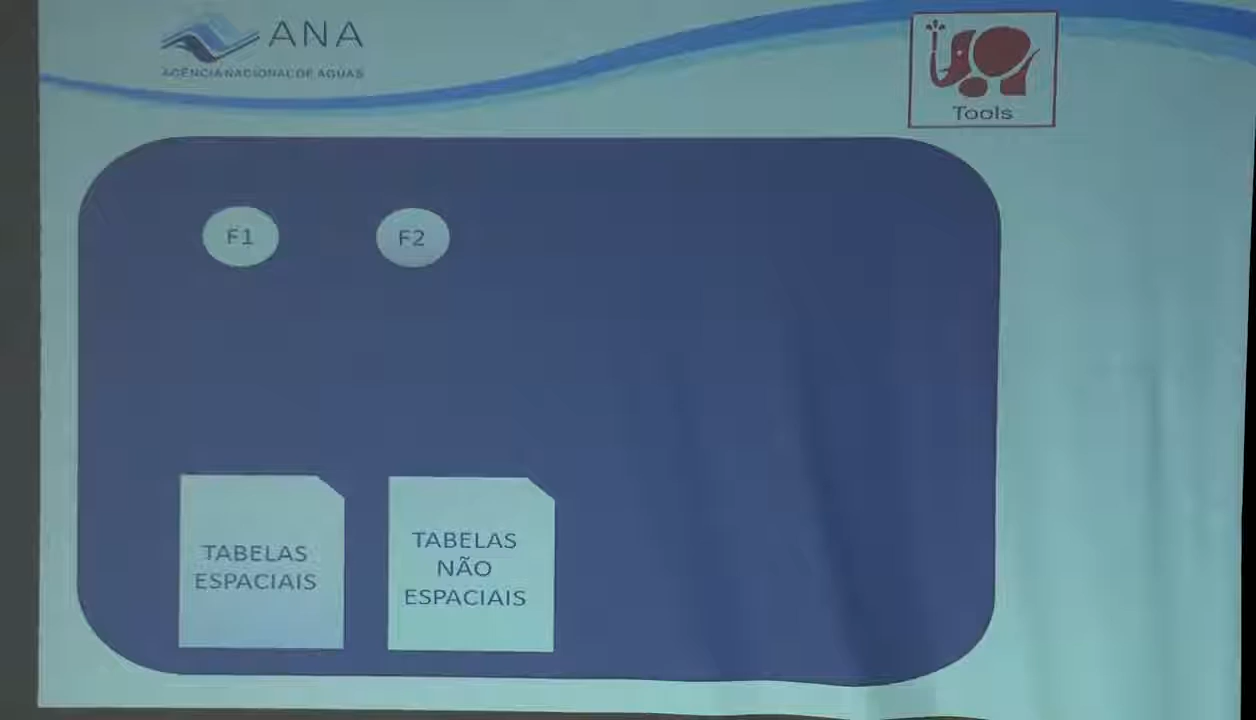 ANA
AGÊNCIA NACIONAL DE ÁGUAS
Tools
F1
F2
TABELAS
ESPACIAIS
TABELAS
NÃO
ESPACIAIS